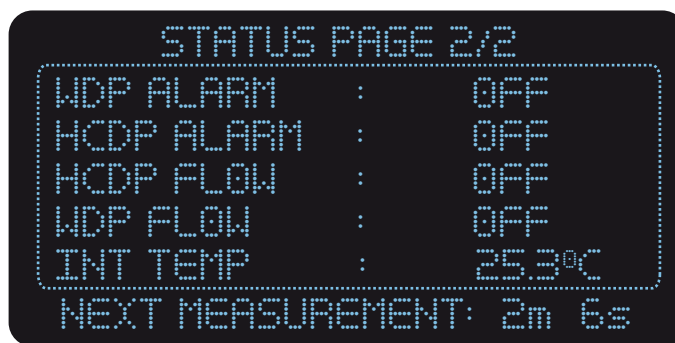 STATUS PAGE 2/2
WDP ALARM : OFF
HCDP ALARM : OFF
HCDP FLOW : OFF
WDP FLOW : OFF
INT TEMP : 25.3⁰C
NEXT MEASUREMENT: 2m 6s